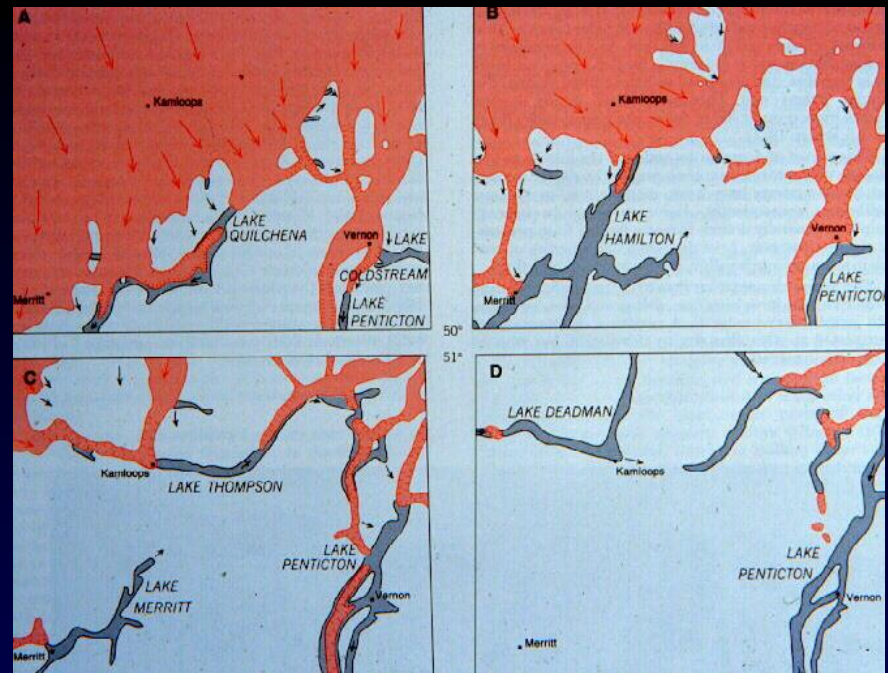 A
Kamloops
LAKE
QUILCHENA
Vernon
LAKE
COLDSTREAM
Merritt
LAKE
PENTICTON
B
Kamloops
LAKE
HAMILTON
Vernon
Merritt
LAKE
PENTICTO
50°
51°
C
Kamloops
LAKE THOMPSON
LAKE
PENTICTON
LAKE
MERRITT
Vernon
Merritt
D
LAKE DEADMAN
Kamloops
LAKE
PENTICTON
Vernon
Merritt